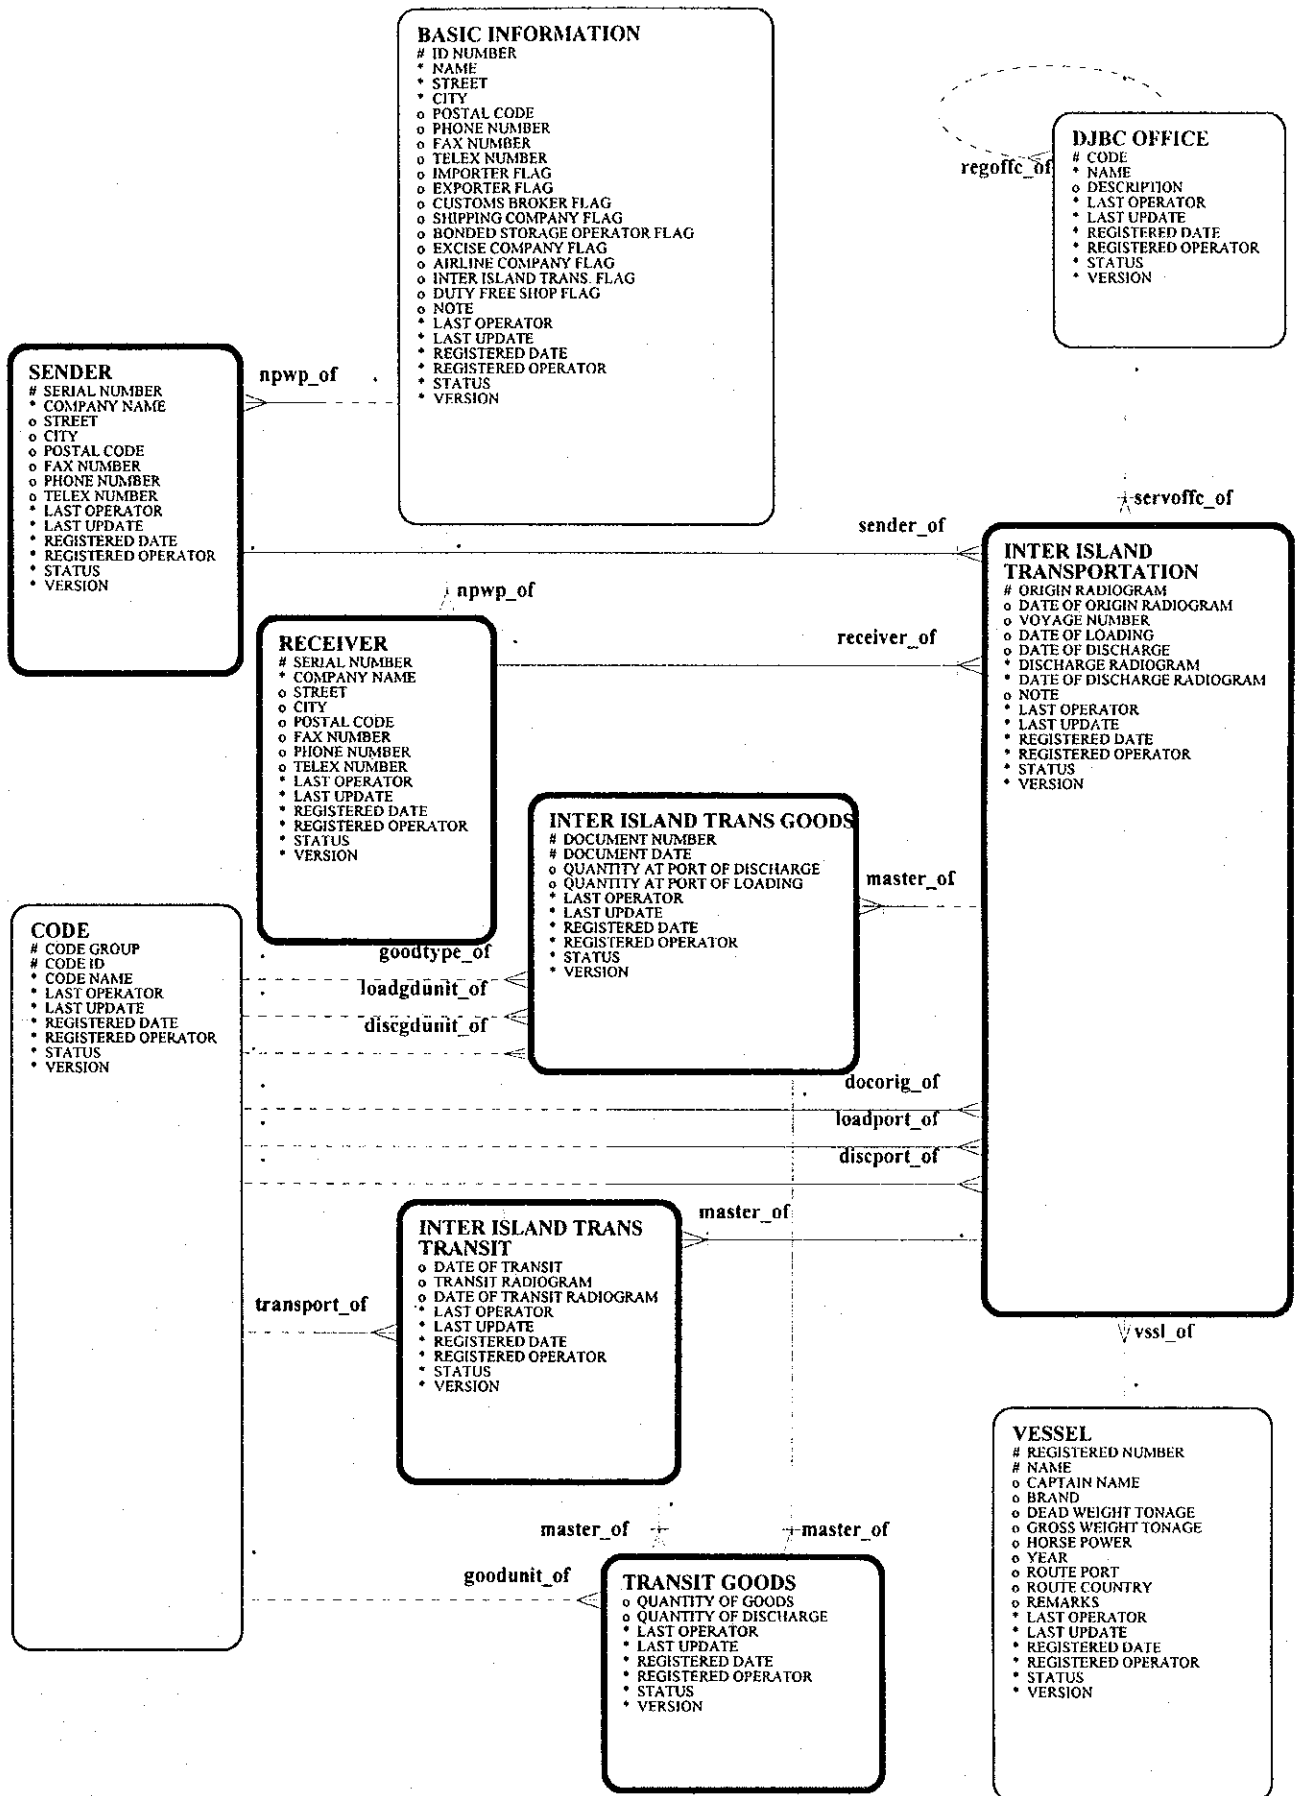 BASIC INFORMATION
# ID NUMBER
* NAME
* STREET
* CITY
o POSTAL CODE
o PHONE NUMBER
o FAX NUMBER
o TELEX NUMBER
o IMPORTER FLAG
o EXPORTER FLAG
o CUSTOMS BROKER FLAG
o SHIPPING COMPANY FLAG
o BONDED STORAGE OPERATOR FLAG
o EXCISE COMPANY FLAG
o AIRLINE COMPANY FLAG
o INTER ISLAND TRANS. FLAG
o DUTY FREE SHOP FLAG
o NOTE
* LAST OPERATOR
* LAST UPDATE
* REGISTERED DATE
* REGISTERED OPERATOR
* STATUS
* VERSION
regoffc_of
DJBC OFFICE
# CODE
* NAME
o DESCRIPTION
* LAST OPERATOR
* LAST UPDATE
* REGISTERED DATE
* REGISTERED OPERATOR
* STATUS
* VERSION
SENDER
# SERIAL NUMBER
* COMPANY NAME
o STREET
o CITY
o POSTAL CODE
o FAX NUMBER
o PHONE NUMBER
o TELEX NUMBER
* LAST OPERATOR
* LAST UPDATE
* REGISTERED DATE
* REGISTERED OPERATOR
* STATUS
* VERSION
npwp_of
servoffc_of
sender_of
npwp_of
receiver_of
RECEIVER
# SERIAL NUMBER
* COMPANY NAME
o STREET
o CITY
o POSTAL CODE
o FAX NUMBER
o PHONE NUMBER
o TELEX NUMBER
* LAST OPERATOR
* LAST UPDATE
* REGISTERED DATE
* REGISTERED OPERATOR
* STATUS
* VERSION
INTER ISLAND
TRANSPORTATION
# ORIGIN RADIOGRAM
o DATE OF ORIGIN RADIOGRAM
o VOYAGE NUMBER
o DATE OF LOADING
o DATE OF DISCHARGE
* DISCHARGE RADIOGRAM
* DATE OF DISCHARGE RADIOGRAM
o NOTE
* LAST OPERATOR
* LAST UPDATE
* REGISTERED DATE
* REGISTERED OPERATOR
* STATUS
* VERSION
INTER ISLAND TRANS GOODS
# DOCUMENT NUMBER
# DOCUMENT DATE
o QUANTITY AT PORT OF DISCHARGE
o QUANTITY AT PORT OF LOADING
* LAST OPERATOR
* LAST UPDATE
* REGISTERED DATE
* REGISTERED OPERATOR
* STATUS
* VERSION
master_of
CODE
# CODE GROUP
# CODE ID
* CODE NAME
* LAST OPERATOR
* LAST UPDATE
* REGISTERED DATE
* REGISTERED OPERATOR
* STATUS
* VERSION
goodtype_of
loadgdunit_of
discgdunit_of
docorig_of
loadport_of
discport_of
master_of
INTER ISLAND TRANS
TRANSIT
o DATE OF TRANSIT
o TRANSIT RADIOGRAM
o DATE OF TRANSIT RADIOGRAM
* LAST OPERATOR
* LAST UPDATE
* REGISTERED DATE
* REGISTERED OPERATOR
* STATUS
* VERSION
transport_of
vssl_of
VESSEL
# REGISTERED NUMBER
# NAME
o CAPTAIN NAME
o BRAND
o DEAD WEIGHT TONAGE
o GROSS WEIGHT TONAGE
o HORSE POWER
o YEAR
o ROUTE PORT
o ROUTE COUNTRY
o REMARKS
* LAST OPERATOR
* LAST UPDATE
* REGISTERED DATE
* REGISTERED OPERATOR
* STATUS
* VERSION
master_of
master_of
goodunit_of
TRANSIT GOODS
o QUANTITY OF GOODS
o QUANTITY OF DISCHARGE
* LAST OPERATOR
* LAST UPDATE
* REGISTERED DATE
* REGISTERED OPERATOR
* STATUS
* VERSION